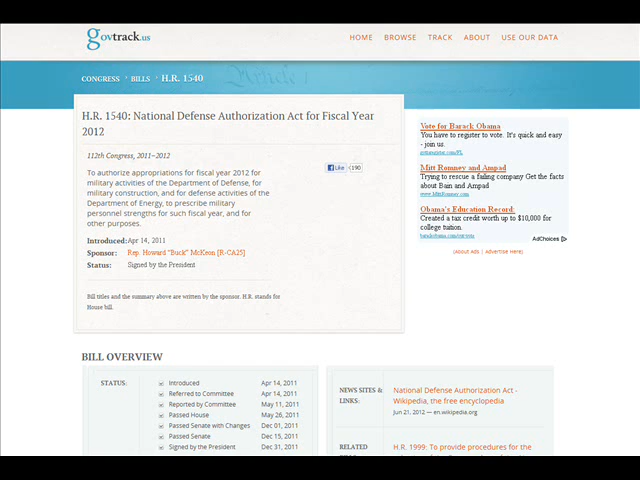 govtrack.us
HOME BROWSE TRACK ABOUT USE OUR DATA
CONGRESS BILLS H.R. 1540
Article 1
H.R. 1540: National Defense Authorization Act for Fiscal Year
2012
112th Congress, 2011–2012
Like 190
To authorize appropriations for fiscal year 2012 for
military activities of the Department of Defense, for
military construction, and for defense activities of the
Department of Energy, to prescribe military
personnel strengths for such fiscal year, and for
other purposes.
Introduced: Apr 14, 2011
Sponsor: Rep. Howard "Buck" McKeon [R-CA25]
Status: Signed by the President
Bill titles and the summary above are written by the sponsor. H.R. stands for
House bill.
Vote for Barack Obama
You have to register to vote. It's quick and easy
- join us.
Mitt Romney and Ampad
Trying to rescue a failing company Get the facts
about Bain and Ampad
www.MittRomney.com
Obama's Education Record:
Created a tax credit worth up to $10,000 for
college tuition.
AdChoices
(About Ads | Advertise Here)
BILL OVERVIEW
STATUS:
Introduced Apr 14, 2011
Referred to Committee Apr 14, 2011
Reported by Committee May 11, 2011
Passed House May 26, 2011
Passed Senate with Changes Dec 01, 2011
Passed Senate Dec 15, 2011
Signed by the President Dec 31, 2011
NEWS SITES &
LINKS:
National Defense Authorization Act -
Wikipedia, the free encyclopedia
Jun 21, 2012 — en.wikipedia.org
RELATED
H.R. 1999: To provide procedures for the